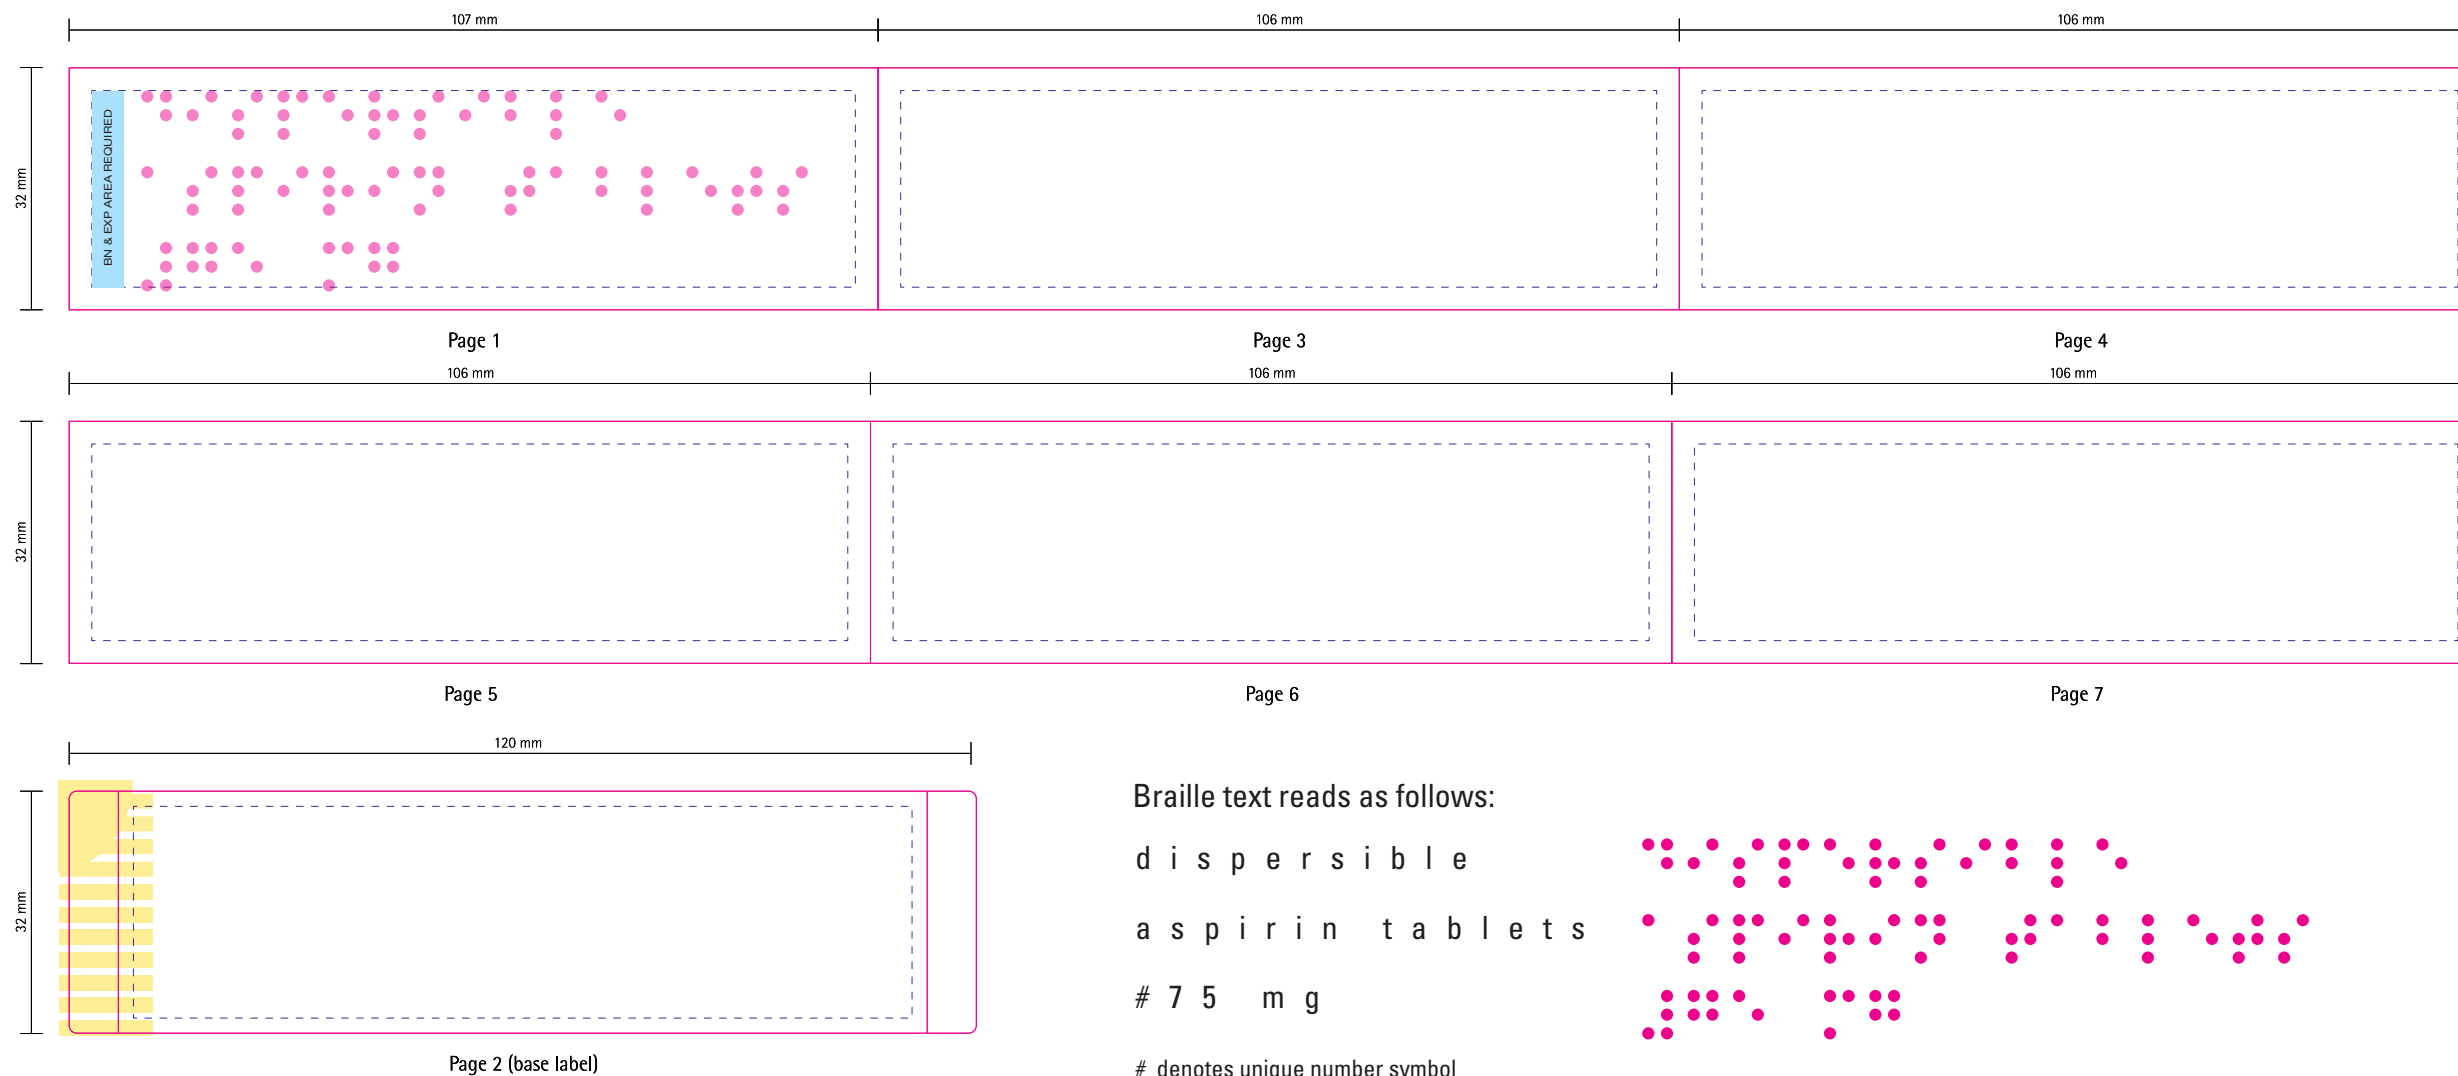 107 mm
106 mm
106 mm
32 mm
BN & EXP AREA REQUIRED
⠙⠊⠎⠏⠑⠗⠎⠊⠃⠇⠑
⠁⠎⠏⠊⠗⠊⠝ ⠞⠁⠃⠇⠑⠞⠎
⠼⠛⠑ ⠍⠛
Page 1
Page 3
Page 4
106 mm
106 mm
106 mm
32 mm
Page 5
Page 6
Page 7
120 mm
32 mm
Page 2 (base label)
Braille text reads as follows:
d i s p e r s i b l e
⠙⠊⠎⠏⠑⠗⠎⠊⠃⠇⠑
a s p i r i n t a b l e t s
⠁⠎⠏⠊⠗⠊⠝ ⠞⠁⠃⠇⠑⠞⠎
# 7 5 m g
⠼⠛⠑ ⠍⠛
# denotes unique number symbol